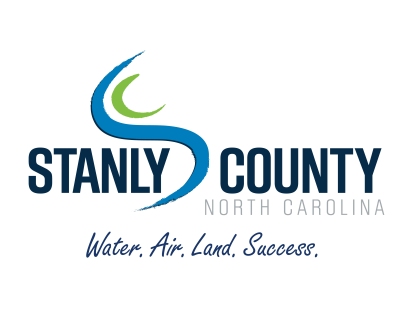 STANLY COUNTY
NORTH CAROLINA
Water. Air. Land. Success.